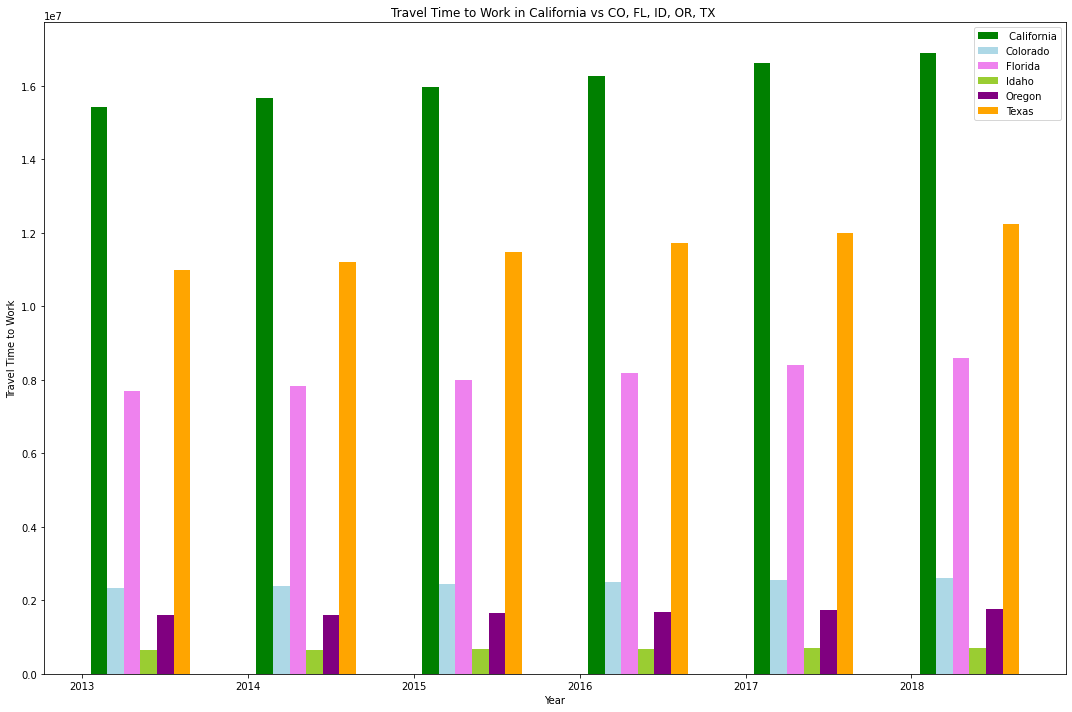 Travel Time to Work in California vs CO, FL, ID, OR, TX
1e7
California
Colorado
Florida
Idaho
Oregon
Texas
1.6
1.4
1.2
1.0
0.8
0.6
0.4
0.2
0.0
Travel Time to Work
2013 2014 2015 2016 2017 2018
Year